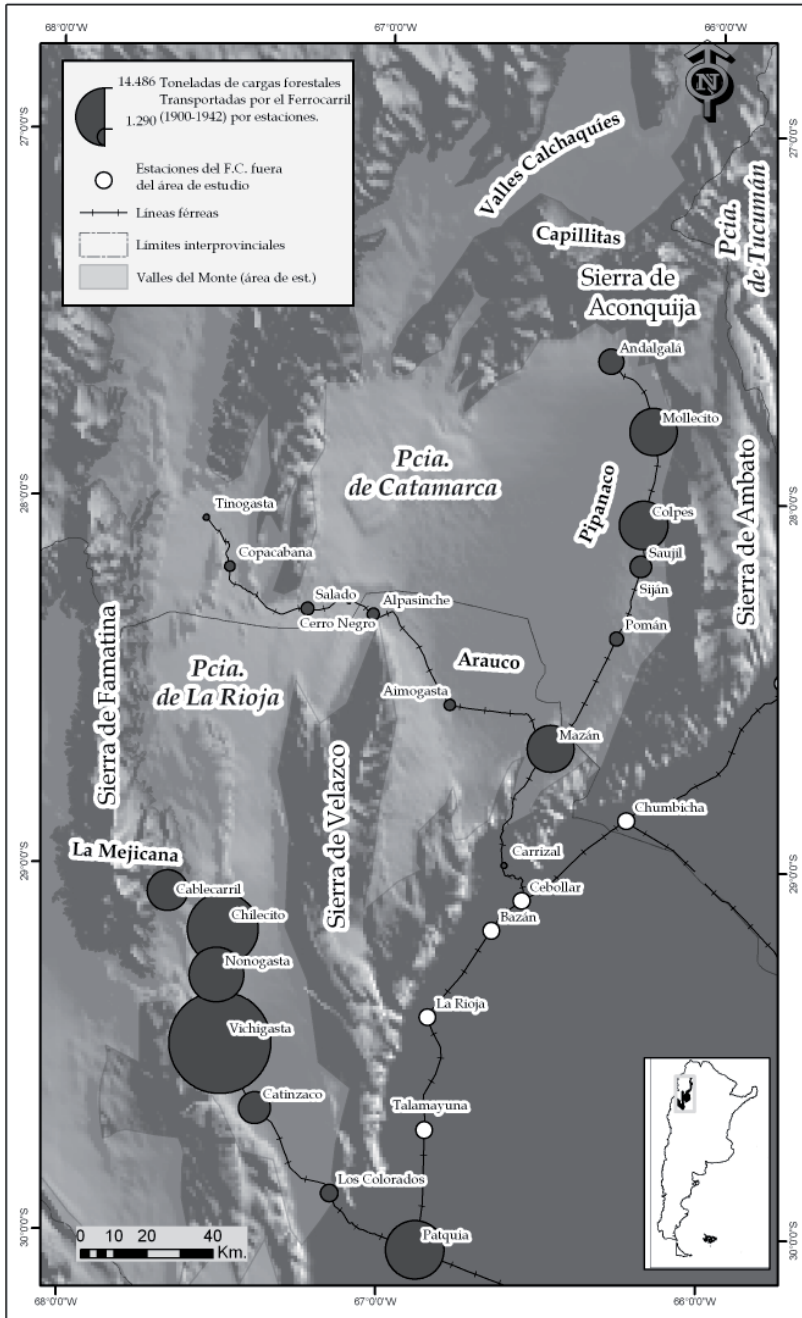 68°0'0"W
67°0'0"W
66°0'0"W
14.486 Toneladas de cargas forestales
Transportadas por el Ferrocarril
1.290 (1900-1942) por estaciones.
Estaciones del F.C. fuera
del área de estudio
Líneas férreas
Límites interprovinciales
Valles del Monte (área de est.)
N
27°0'0"S
27°0'0"S
Valles Calchaquíes
Capillitas
Pcia.
de Tucumán
Sierra de
Aconquija
Andalgalá
Mollecito
Pcia.
de Catamarca
Pipanaco
Sierra de Ambato
28°0'0"S
28°0'0"S
Tinogasta
Colpes
Copacabana
Saujil
Siján
Salado
Alpasinche
Cerro Negro
Pomán
Sierra de Famatina
Pcia.
de La Rioja
Arauco
Aimogasta
Mazán
Sierra de Velazco
Chumbicha
La Mejicana
29°0'0"S
29°0'0"S
Carrizal
Cablecarril
Cebollar
Chilecito
Bazán
Nonogasta
La Rioja
Vichigasta
Catinzaco
Talamayuna
Los Colorados
Patquía
30°0'0"S
30°0'0"S
0 10 20 40
Km.
68°0'0"W
67°0'0"W
66°0'0"W